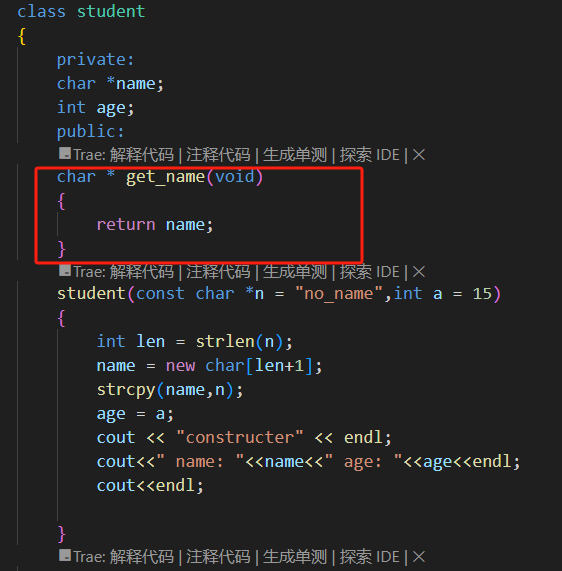 class student
{
private:
char *name;
int age;
public:
Trae: 解释代码 | 注释代码 | 生成单测 | 探索 IDE | ×
char * get_name(void)
{
return name;
}
Trae: 解释代码 | 注释代码 | 生成单测 | 探索 IDE | ×
student(const char *n = "no_name",int a = 15)
{
int len = strlen(n);
name = new char[len+1];
strcpy(name,n);
age = a;
cout << "constructer" << endl;
cout<<" name: "<<name<<" age: "<<age<<endl;
cout<<endl;
}
Trae: 解释代码 | 注释代码 | 生成单测 | 探索 IDE | ×